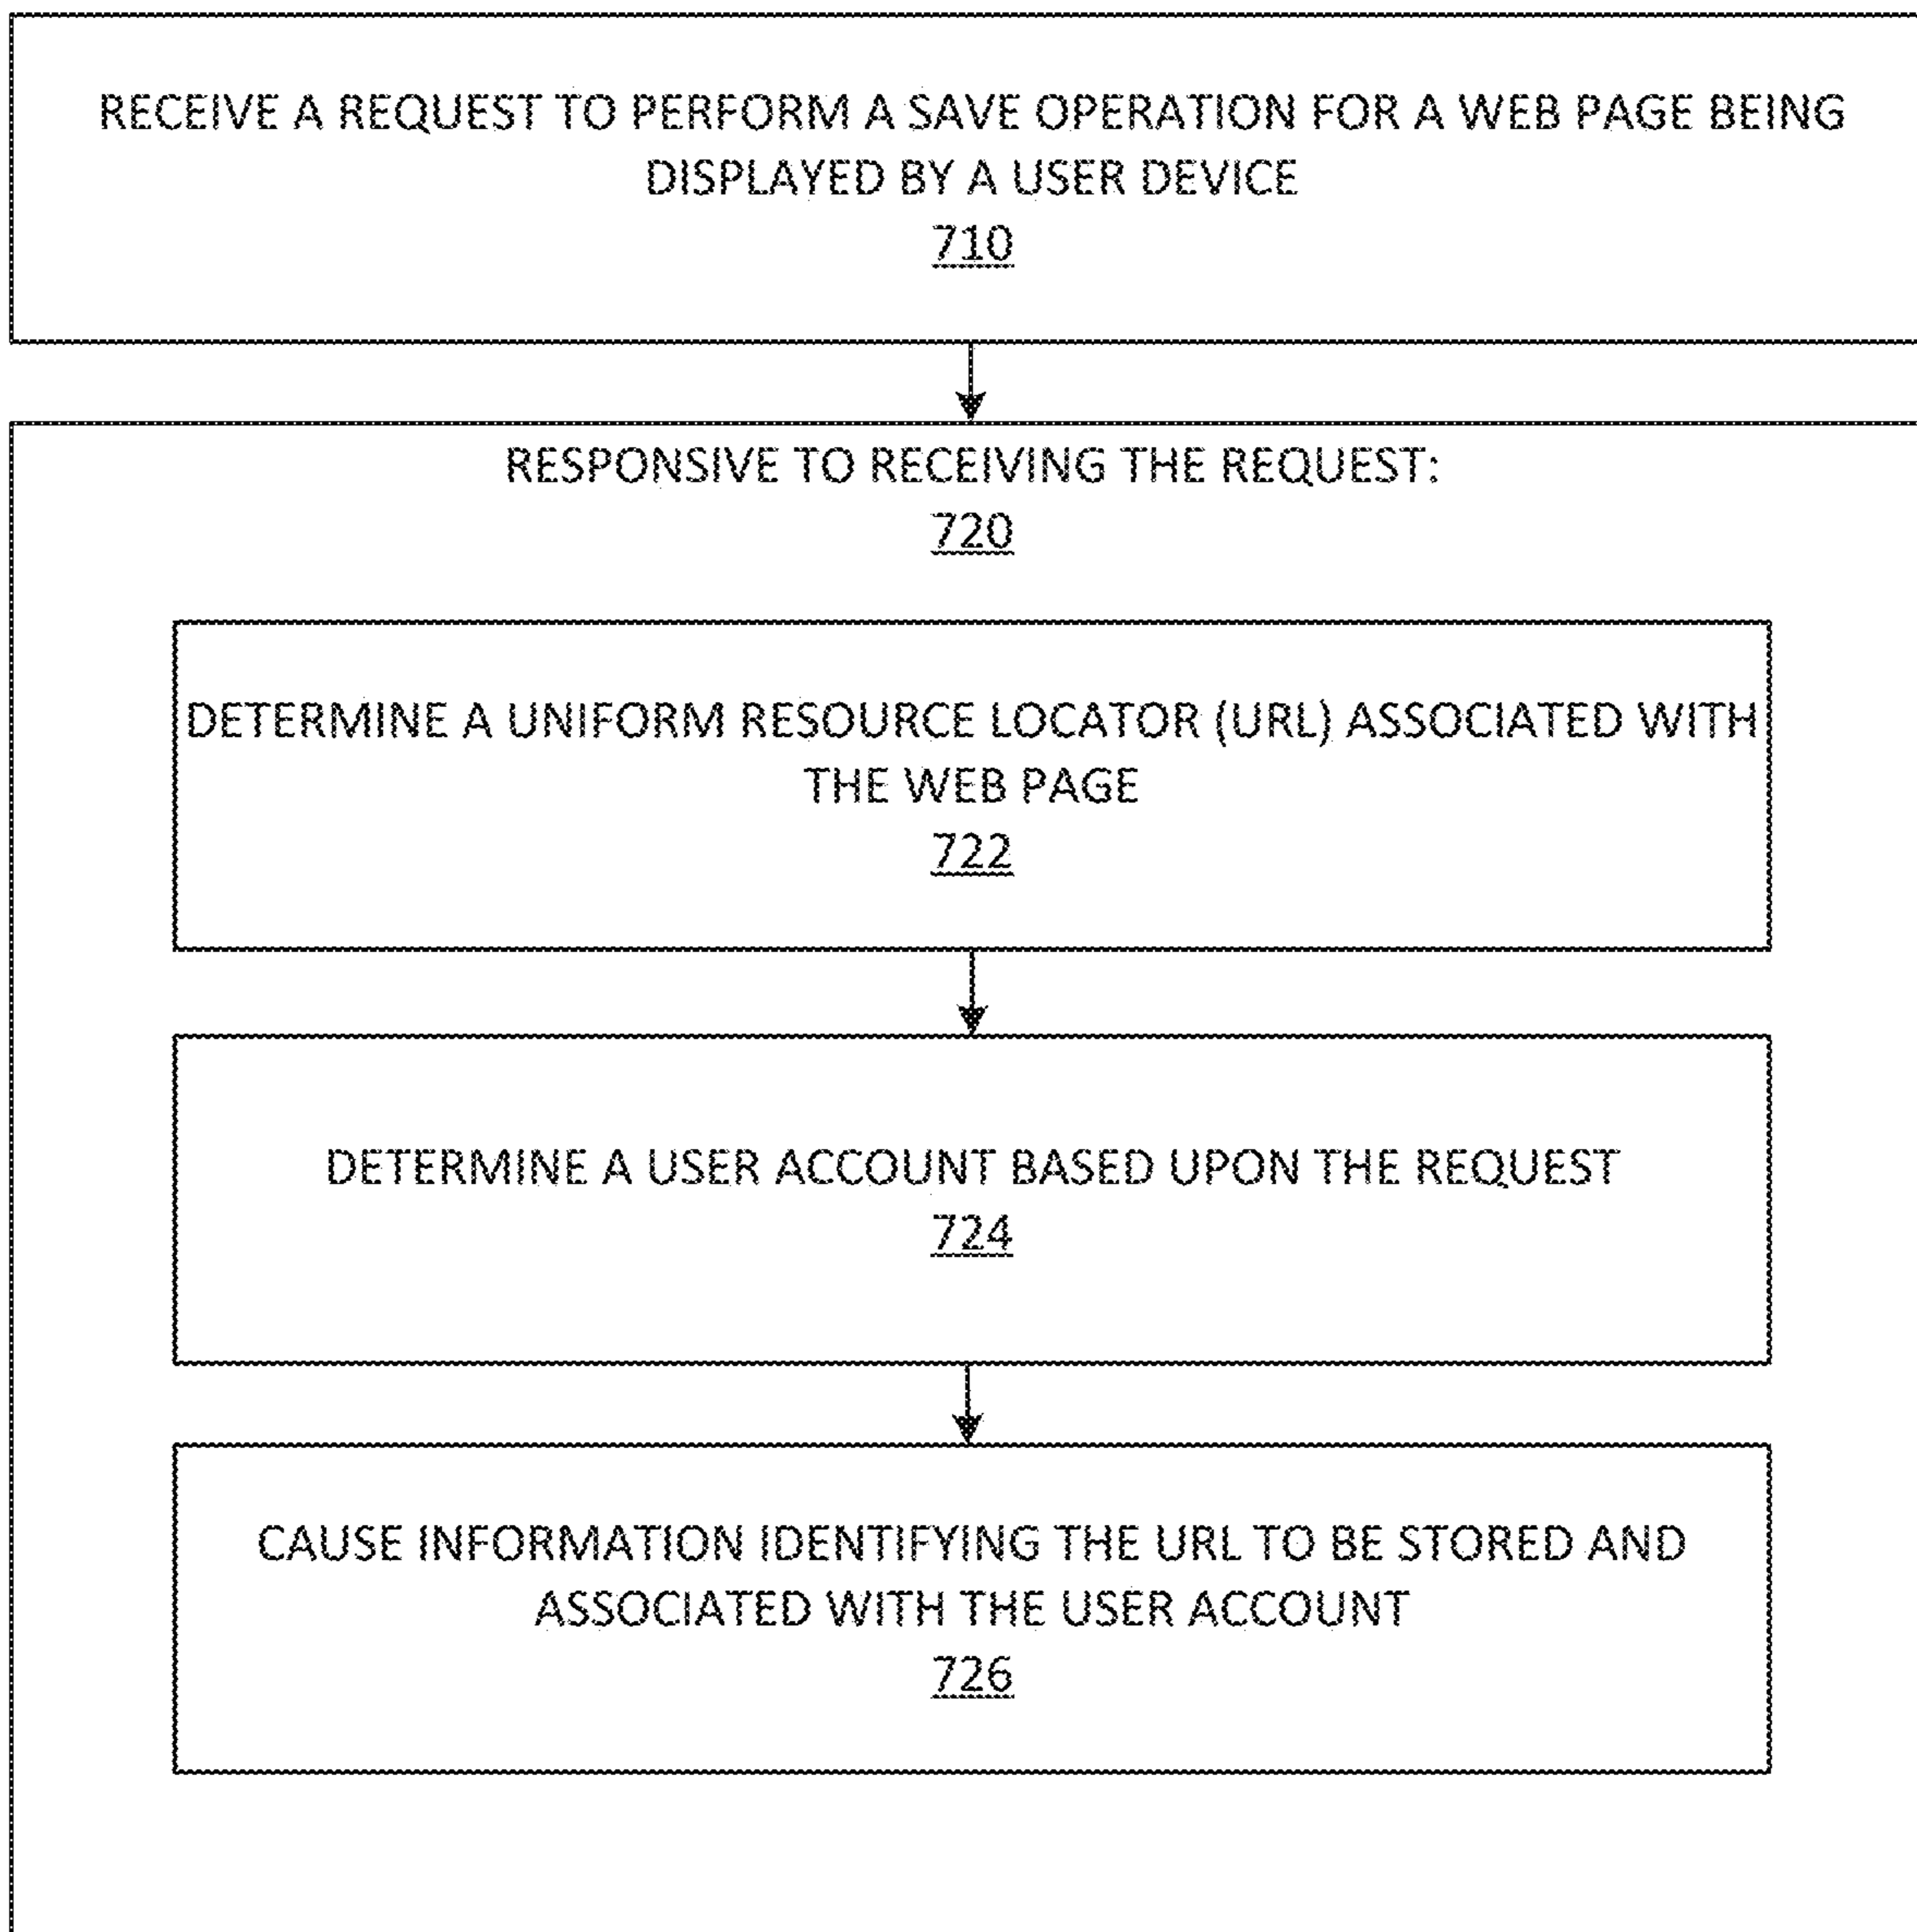 RECEIVE A REQUEST TO PERFORM A SAVE OPERATION FOR A WEB PAGE BEING
DISPLAYED BY A USER DEVICE
710
RESPONSIVE TO RECEIVING THE REQUEST:
720
DETERMINE A UNIFORM RESOURCE LOCATOR (URL) ASSOCIATED WITH
THE WEB PAGE
722
DETERMINE A USER ACCOUNT BASED UPON THE REQUEST
724
CAUSE INFORMATION IDENTIFYING THE URL TO BE STORED AND
ASSOCIATED WITH THE USER ACCOUNT
726